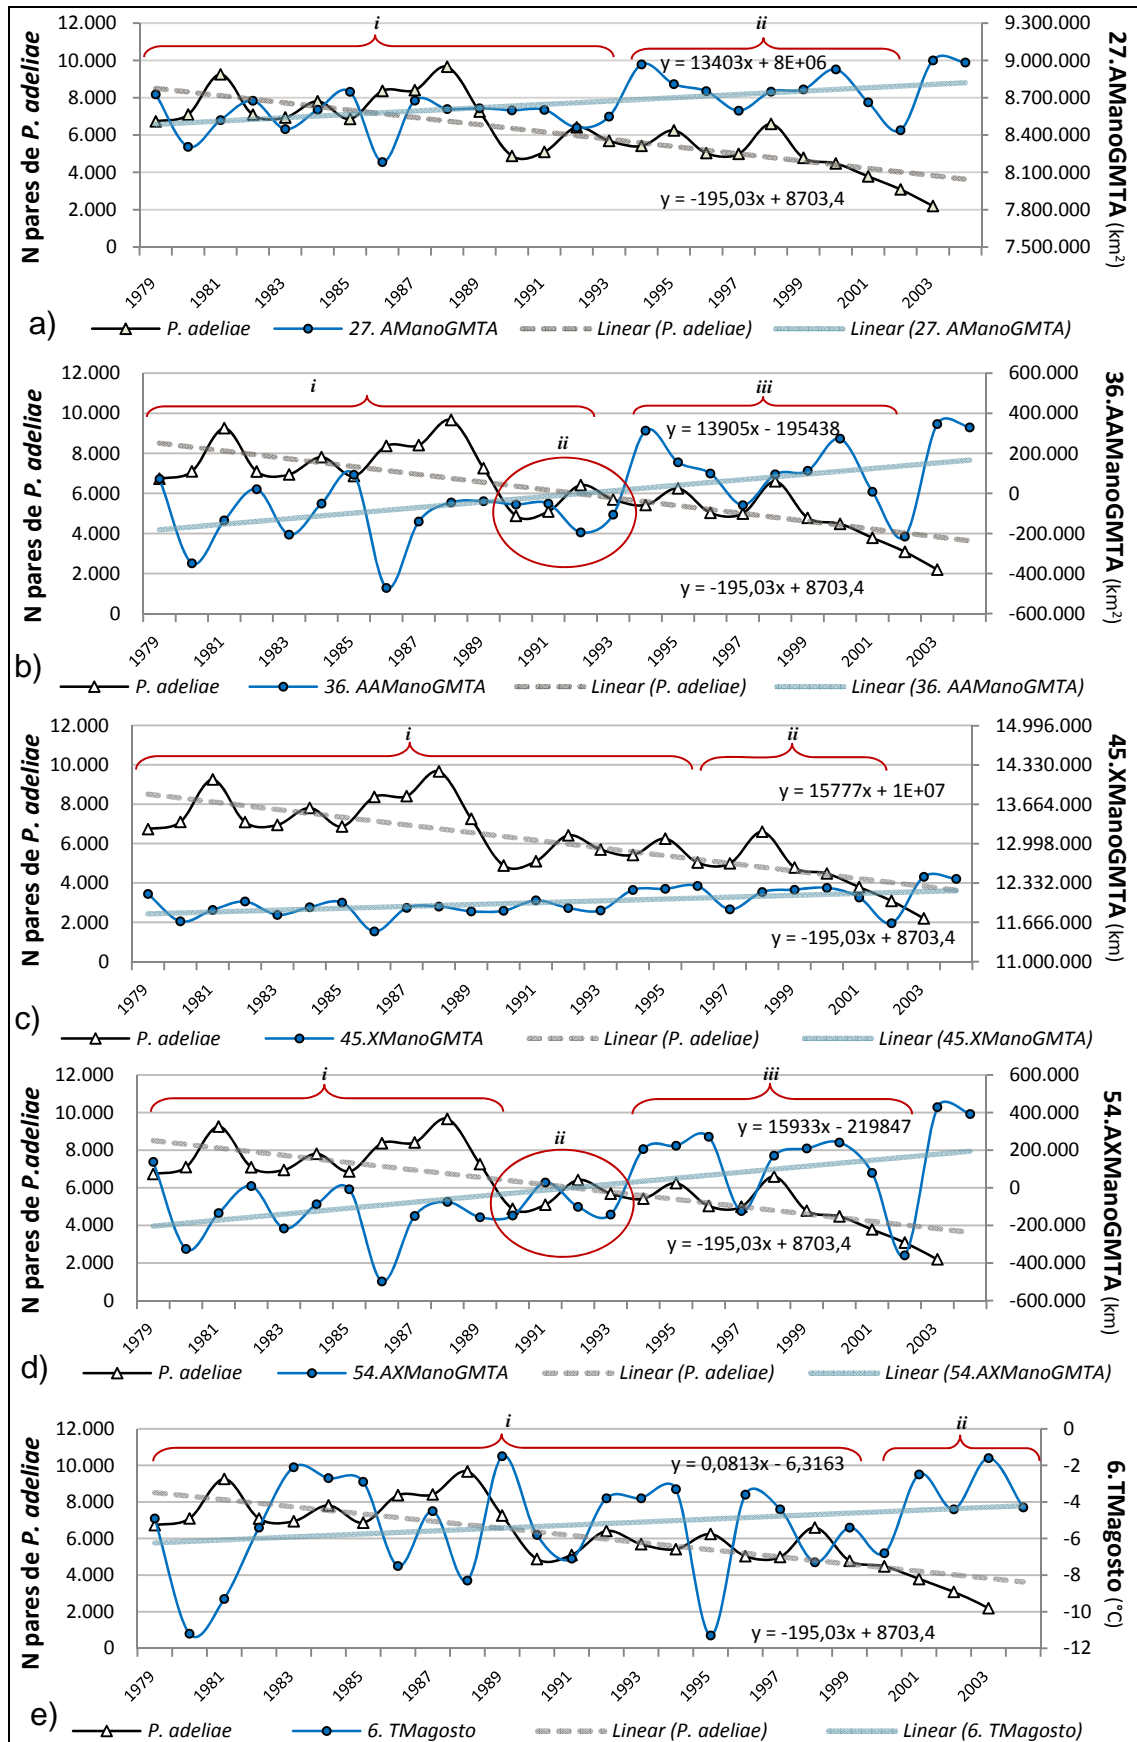 i
ii
N pares de P. adeliae
12.000
10.000
8.000
6.000
4.000
2.000
0
y = 13403x + 8E+06
y = -195,03x + 8703,4
9.300.000
9.000.000
8.700.000
8.400.000
8.100.000
7.800.000
7.500.000
27.AManoGMTA (km²)
1979 1981 1983 1985 1987 1989 1991 1993 1995 1997 1999 2001 2003
a) P. adeliae 27. AManoGMTA Linear (P. adeliae) Linear (27. AManoGMTA)
i
ii
iii
N pares de P. adeliae
12.000
10.000
8.000
6.000
4.000
2.000
0
y = 13905x - 195438
y = -195,03x + 8703,4
600.000
400.000
200.000
0
-200.000
-400.000
-600.000
36.AAManoGMTA (km²)
1979 1981 1983 1985 1987 1989 1991 1993 1995 1997 1999 2001 2003
b) P. adeliae 36. AAManoGMTA Linear (P. adeliae) Linear (36. AAManoGMTA)
i
ii
N pares de P. adeliae
12.000
10.000
8.000
6.000
4.000
2.000
0
y = 15777x + 1E+07
y = -195,03x + 8703,4
14.996.000
14.330.000
13.664.000
12.998.000
12.332.000
11.666.000
11.000.000
45.XManoGMTA (km)
1979 1981 1983 1985 1987 1989 1991 1993 1995 1997 1999 2001 2003
c) P. adeliae 45.XManoGMTA Linear (P. adeliae) Linear (45.XManoGMTA)
i
ii
iii
N pares de P.adeliae
12.000
10.000
8.000
6.000
4.000
2.000
0
y = 15933x - 219847
y = -195,03x + 8703,4
600.000
400.000
200.000
0
-200.000
-400.000
-600.000
54.AXManoGMTA (km)
1979 1981 1983 1985 1987 1989 1991 1993 1995 1997 1999 2001 2003
d) P. adeliae 54.AXManoGMTA Linear (P. adeliae) Linear (54.AXManoGMTA)
i
ii
N pares de P. adeliae
12.000
10.000
8.000
6.000
4.000
2.000
0
y = 0,0813x - 6,3163
y = -195,03x + 8703,4
0
-2
-4
-6
-8
-10
-12
6.TMagosto (°C)
1979 1981 1983 1985 1987 1989 1991 1993 1995 1997 1999 2001 2003
e) P. adeliae 6. TMagosto Linear (P. adeliae) Linear (6. TMagosto)